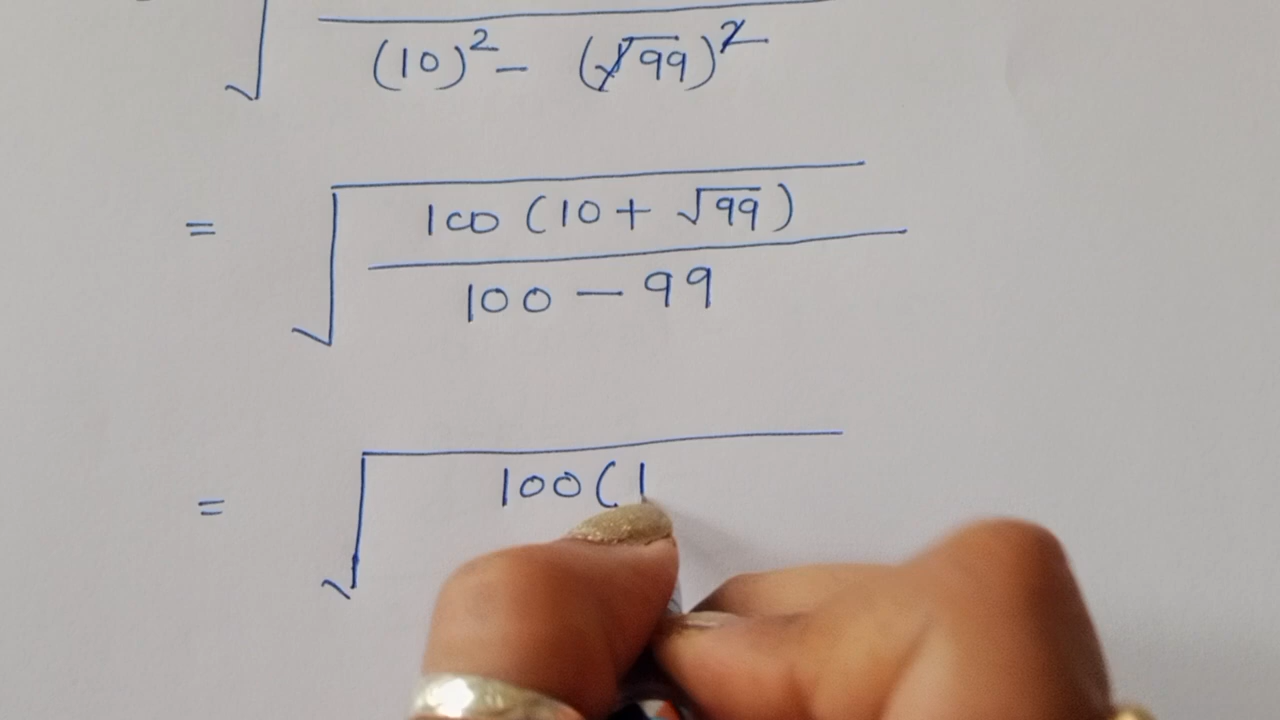 (10)² - (√99)²
= √ 100 (10 + √99)
100 - 99
= √ 100 ( 1